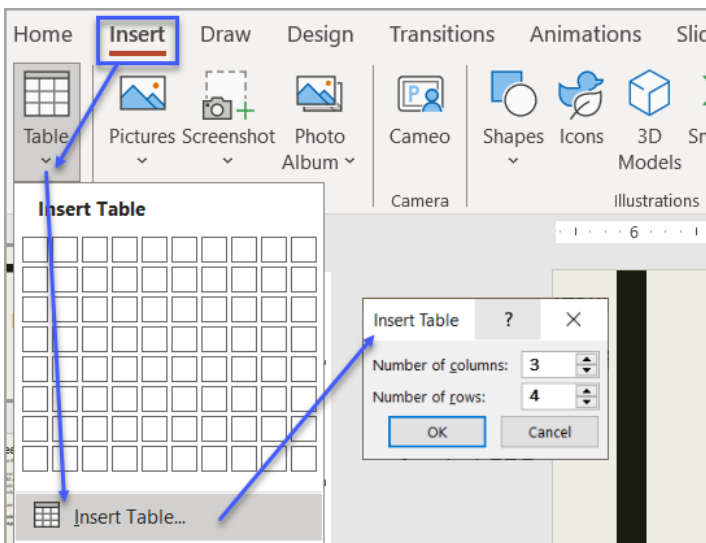 Home Insert Draw Design Transitions Animations
Table Pictures Screenshot Photo Album Cameo Shapes Icons 3D Models
Camera Illustrations
Insert Table
6
Insert Table ?
Number of columns: 3
Number of rows: 4
OK Cancel
Insert Table...